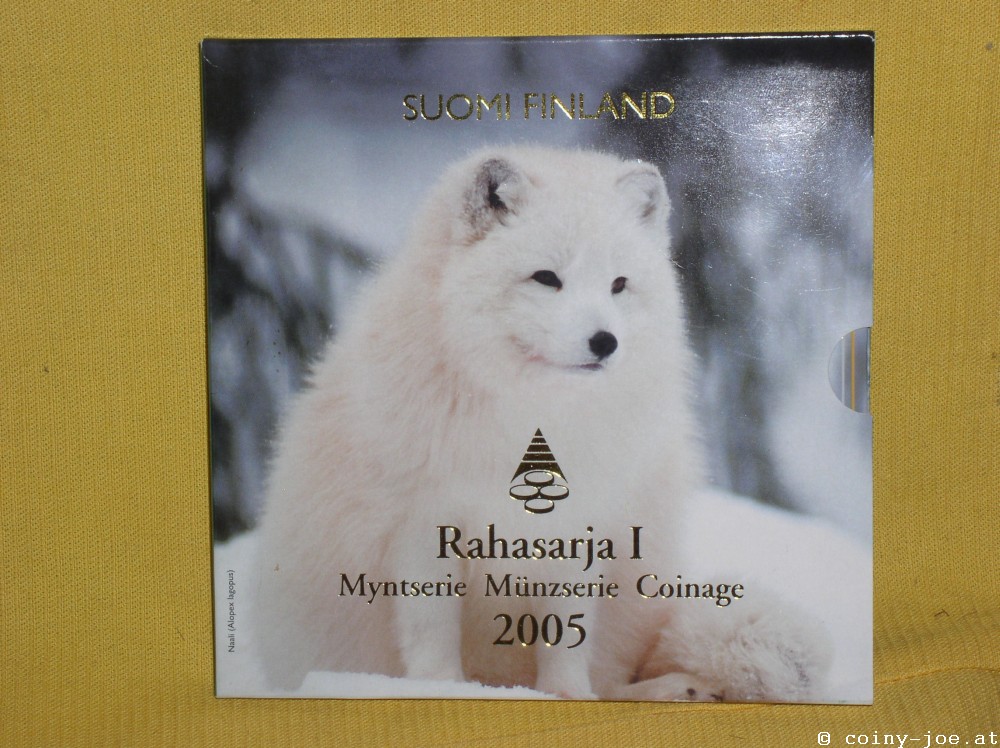 SUOMI FINLAND
Rahasarja I
Myntserie Münzserie Coinage
2005
Naali (Alopex lagopus)
© coiny-joe.at